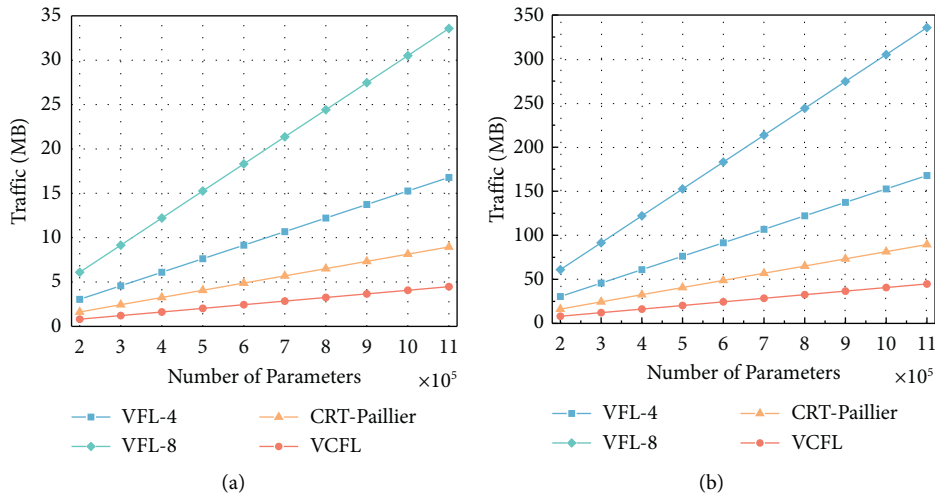 35
30
25
20
15
10
5
0
Traffic (MB)
2 3 4 5 6 7 8 9 10 11
Number of Parameters ×10⁵
VFL-4 CRT-Paillier
VFL-8 VCFL
(a)
350
300
250
200
150
100
50
0
Traffic (MB)
2 3 4 5 6 7 8 9 10 11
Number of Parameters ×10⁵
VFL-4 CRT-Paillier
VFL-8 VCFL
(b)